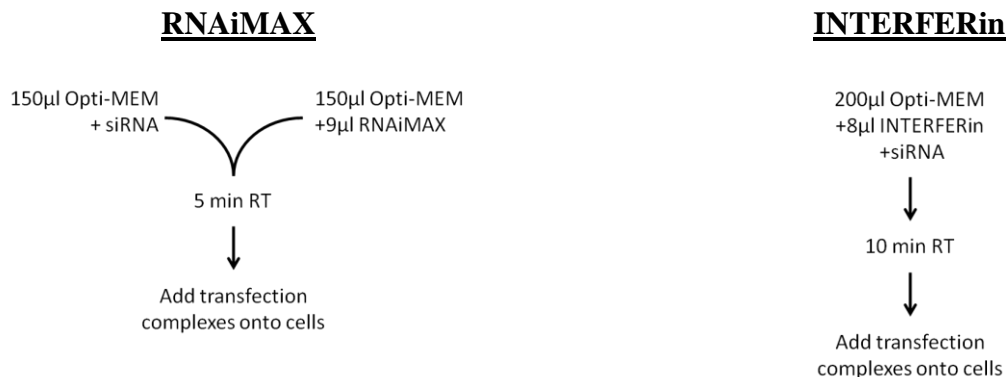 RNAiMAX
150µl Opti-MEM
+ siRNA
150µl Opti-MEM
+9µl RNAiMAX
5 min RT
Add transfection
complexes onto cells
INTERFERin
200µl Opti-MEM
+8µl INTERFERin
+siRNA
10 min RT
Add transfection
complexes onto cells